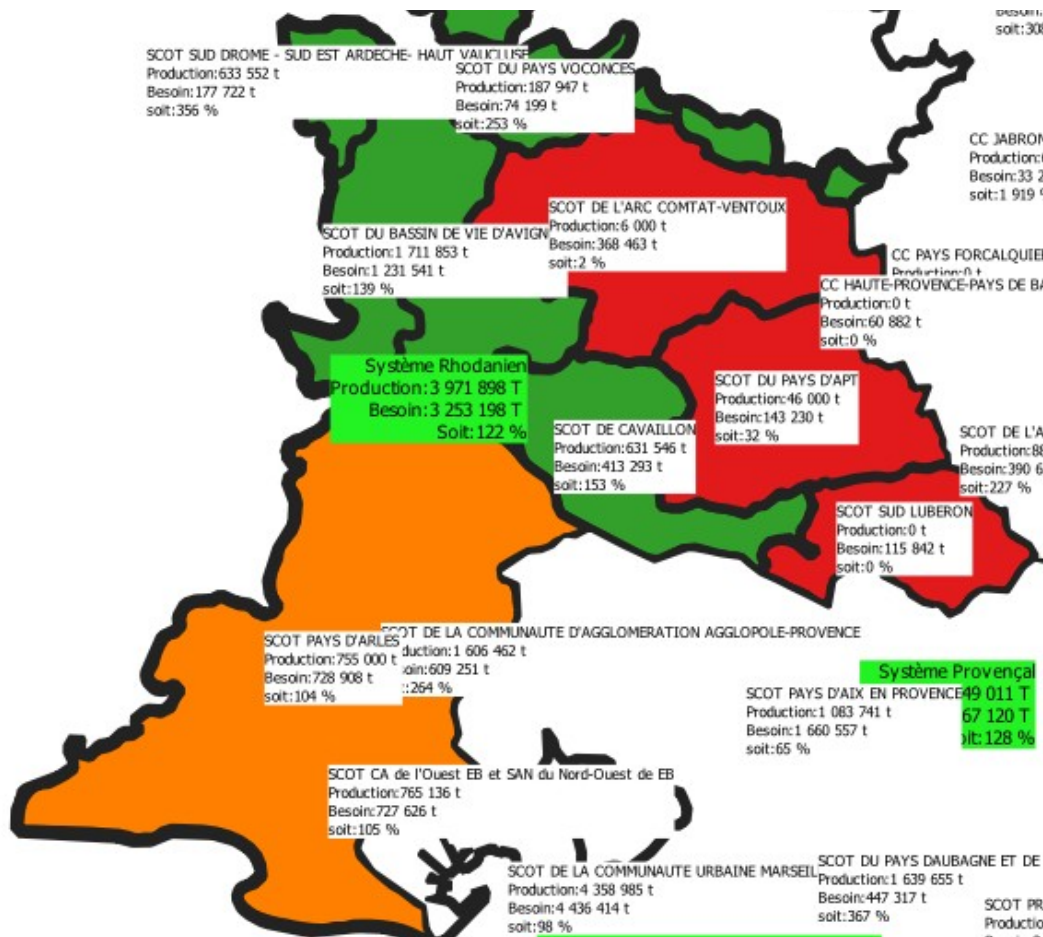 soit:308
SCOT SUD DROME - SUD EST ARDECHE- HAUT VAUCLUSE
Production:633 552 t
Besoin:177 722 t
soit:356 %
SCOT DU PAYS VOCONCES
Production:187 947 t
Besoin:74 199 t
soit:253 %
CC JABRON
Production:
Besoin:33 2
soit:1 919
SCOT DE L'ARC COMTAT-VENTOUX
Production:6 000 t
Besoin:368 463 t
soit:2 %
SCOT DU BASSIN DE VIE D'AVIGN
Production:1 711 853 t
Besoin:1 231 541 t
soit:139 %
CC PAYS FORCALQUIE
Production:0 t
CC HAUTE-PROVENCE-PAYS DE BA
Production:0 t
Besoin:60 882 t
soit:0 %
Système Rhodanien
Production:3 971 898 T
Besoin:3 253 198 T
Soit:122 %
SCOT DU PAYS D'APT
Production:46 000 t
Besoin:143 230 t
soit:32 %
SCOT DE CAVAILLON
Production:631 546 t
Besoin:413 293 t
soit:153 %
SCOT DE L'A
Production:88
Besoin:390 6
soit:227 %
SCOT SUD LUBERON
Production:0 t
Besoin:115 842 t
soit:0 %
SCOT PAYS D'ARLES
Production:755 000 t
Besoin:728 908 t
soit:104 %
SCOT DE LA COMMUNAUTE D'AGGLOMERATION AGGLOPOLE-PROVENCE
duction:1 606 462 t
soin:609 251 t
:264 %
Système Provençal
49 011 T
67 120 T
oit:128 %
SCOT PAYS D'AIX EN PROVENCE
Production:1 083 741 t
Besoin:1 660 557 t
soit:65 %
SCOT CA de l'Ouest EB et SAN du Nord-Ouest de EB
Production:765 136 t
Besoin:727 626 t
soit:105 %
SCOT DE LA COMMUNAUTE URBAINE MARSEIL
Production:4 358 985 t
Besoin:4 436 414 t
soit:98 %
SCOT DU PAYS DAUBAGNE ET DE
Production:1 639 655 t
Besoin:447 317 t
soit:367 %
SCOT PR
Productio